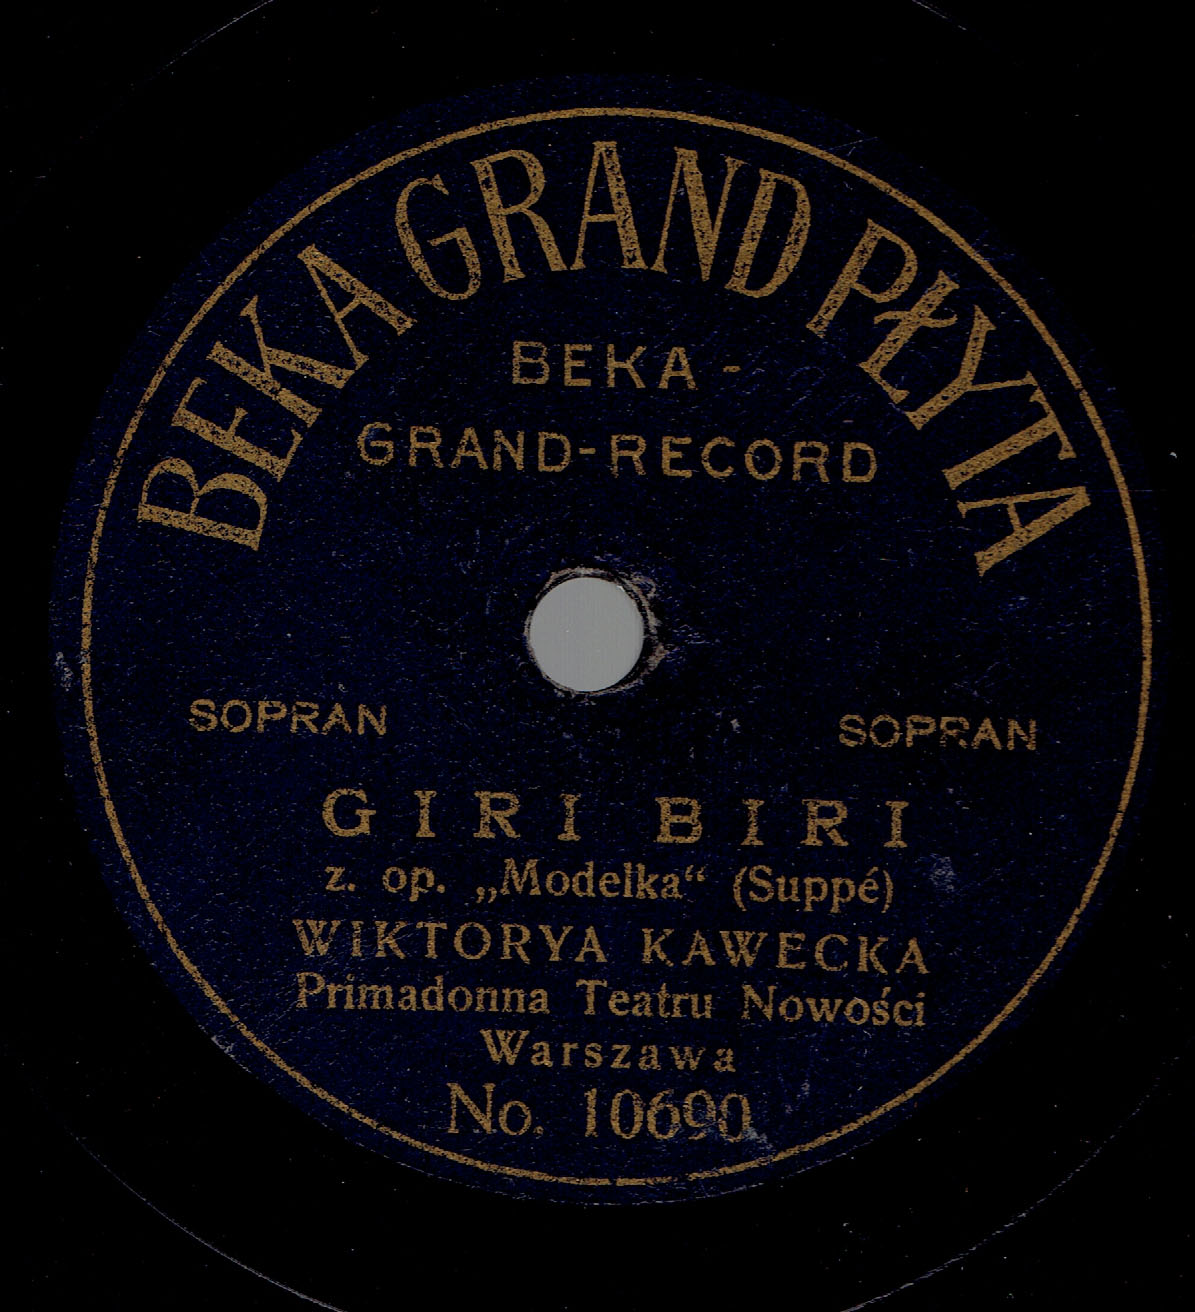 BEKA GRAND PŁYTA
BEKA -
GRAND-RECORD
SOPRAN SOPRAN
GIRI BIRI
z. op. „Modelka“ (Suppé)
WIKTORYA KAWECKA
Primadonna Teatru Nowości
Warszawa
No. 10690